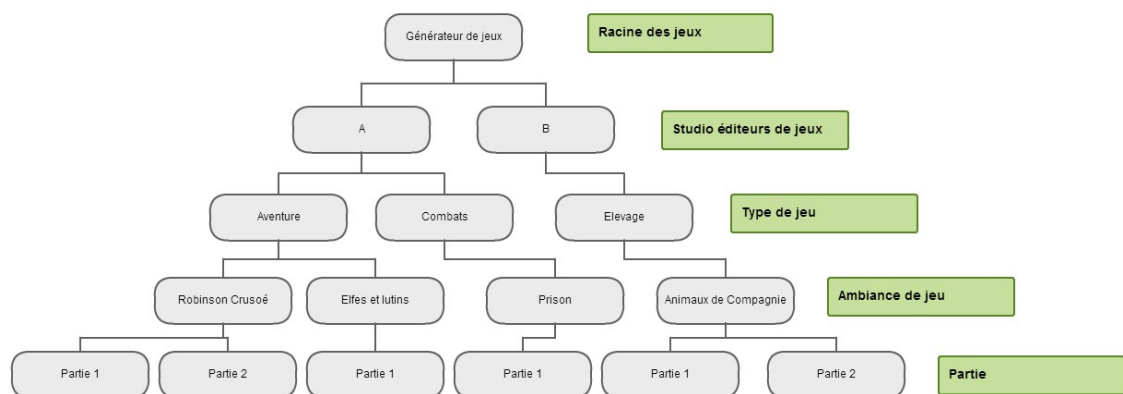 Générateur de jeux
Racine des jeux
A
B
Studio éditeurs de jeux
Aventure
Combats
Elevage
Type de jeu
Robinson Crusoé
Elfes et lutins
Prison
Animaux de Compagnie
Ambiance de jeu
Partie 1
Partie 2
Partie 1
Partie 1
Partie 1
Partie 2
Partie